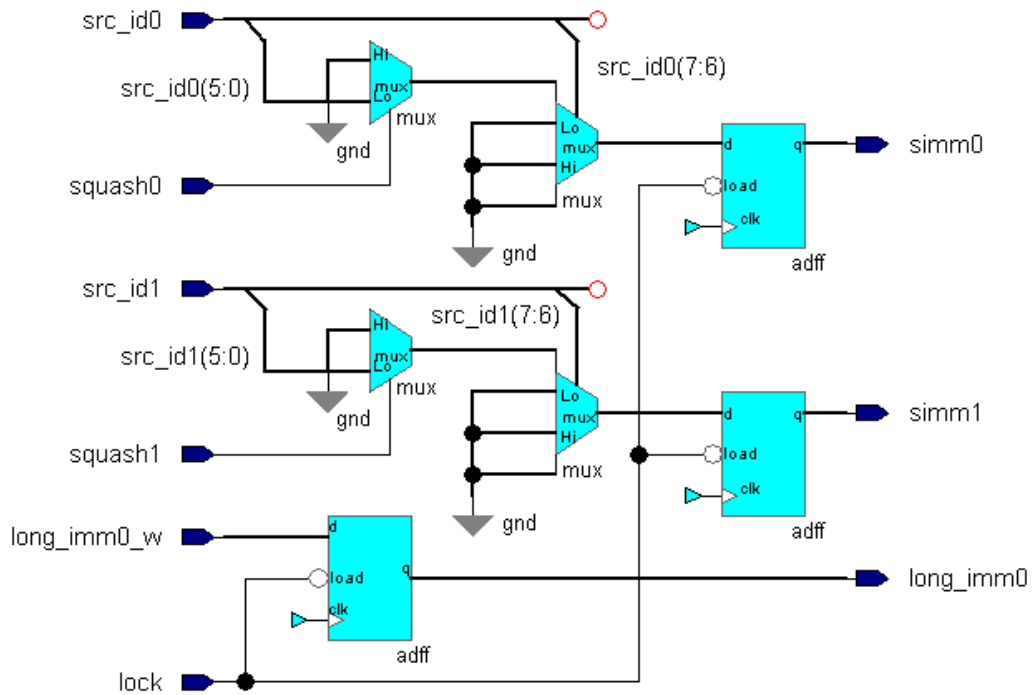 src_id0
src_id0(5:0)
Hi
mux
Lo
mux
gnd
src_id0(7:6)
squash0
Lo
mux
Hi
mux
gnd
d
q
load
clk
adff
simm0
src_id1
src_id1(5:0)
Hi
mux
Lo
mux
gnd
src_id1(7:6)
squash1
Lo
mux
Hi
mux
gnd
d
q
load
clk
adff
simm1
long_imm0_w
d
q
load
clk
adff
long_imm0
lock